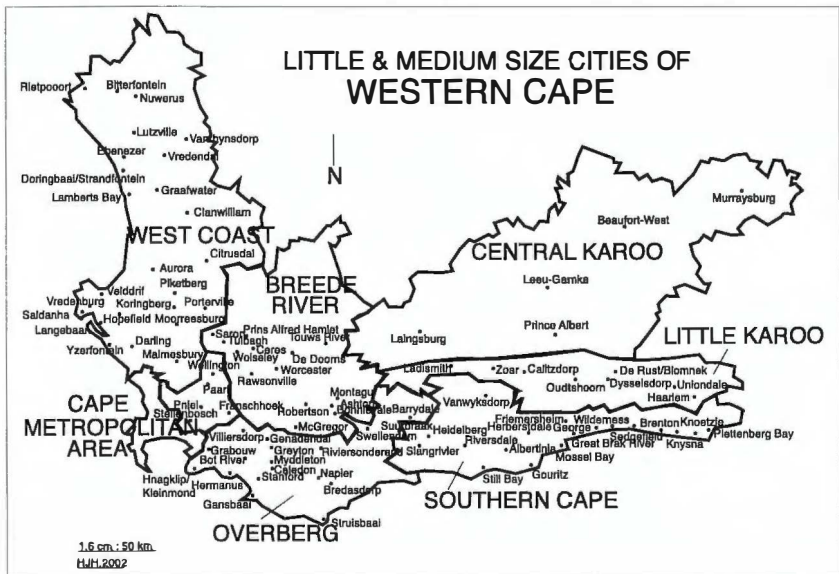 LITTLE & MEDIUM SIZE CITIES OF
WESTERN CAPE
N
Rietpooort
Bitterfontein
Nuwerus
Lutzville
Vanrhynsdorp
Ebenezer
Vredendal
Doringbaai/Strandfontein
Graafwater
Lamberts Bay
Clanwilliam
WEST COAST
Citrusdal
Aurora
Piketberg
Velddrif
Vredenburg
Koringberg
Porterville
Saldanha
Hopefield
Moorreesburg
Langebaan
Darling
Yzerfontein
Malmesbury
BREEDE
RIVER
Saron
Prins Alfred Hamlet
Tulbagh
Touws River
Ceres
Wolseley
De Dooms
Wellington
Worcester
Rawsonville
Paarl
Montagu
Franschhoek
Ashton
Robertson
Bonnievale
McGregor
Pniel
Stellenbosch
CAPE
METROPOLITAN
AREA
CENTRAL KAROO
Murraysburg
Beaufort-West
Leeu-Gamka
Prince Albert
Laingsburg
LITTLE KAROO
Ladismith
Zoar
Calitzdorp
De Rust/Blomnek
Oudtshoorn
Dysselsdorp
Uniondale
Haarlem
Vanwyksdorp
Barrydale
Suurbraak
Swellendam
Heidelberg
Slangrivier
Riversdale
Friemersheim
Herbersdale
Albertinia
Wilderness
George
Great Brak River
Sedgefield
Brenton
Knoetzie
Knysna
Plettenberg Bay
Mossel Bay
Gouritz
Still Bay
SOUTHERN CAPE
Villiersdorp
Genadendal
Grabouw
Greyton
Riviersonderend
Bot River
Myddleton
Caledon
Napier
Hnagklip/
Kleinmond
Hermanus
Stanford
Bredasdorp
Gansbaai
Struisbaai
OVERBERG
1.6 cm : 50 km
HJH.2002